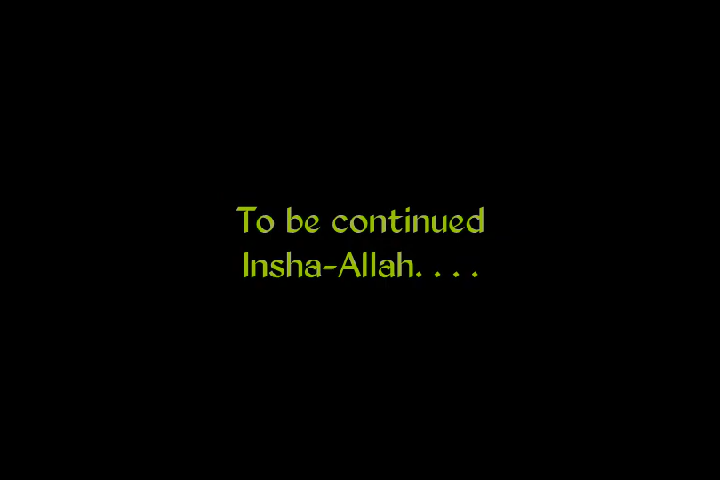 To be continued
Insha-Allah. . . .